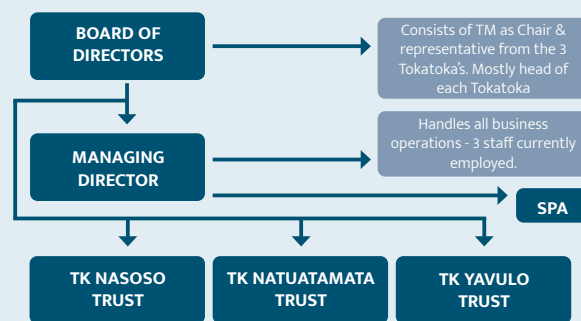 BOARD OF
DIRECTORS
Consists of TM as Chair &
representative from the 3
Tokatoka's. Mostly head of
each Tokatoka
MANAGING
DIRECTOR
Handles all business
operations - 3 staff currently
employed.
SPA
TK NASOSO
TRUST
TK NATUATAMATA
TRUST
TK YAVULO
TRUST